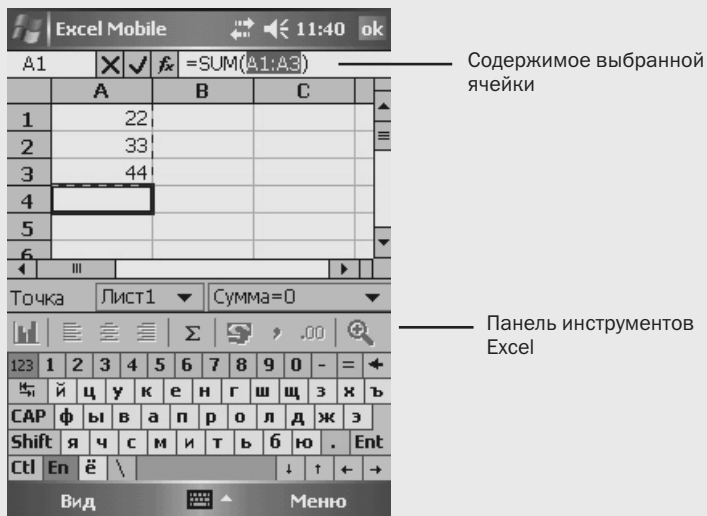 Excel Mobile 11:40 ok
A1 fx =SUM(A1:A3)
Содержимое выбранной
ячейки
A B C
1 22
2 33
3 44
4
5
6
Точка Лист1 Сумма=0
Σ , .00
Панель инструментов
Excel
123 1 2 3 4 5 6 7 8 9 0 - =
й ц у к е н г ш щ з х ъ
CAP ф ы в а п р о л д ж э
Shift я ч с м и т ь б ю . Ent
Ctl En ё \ ↓ ↑ ← →
Вид Меню